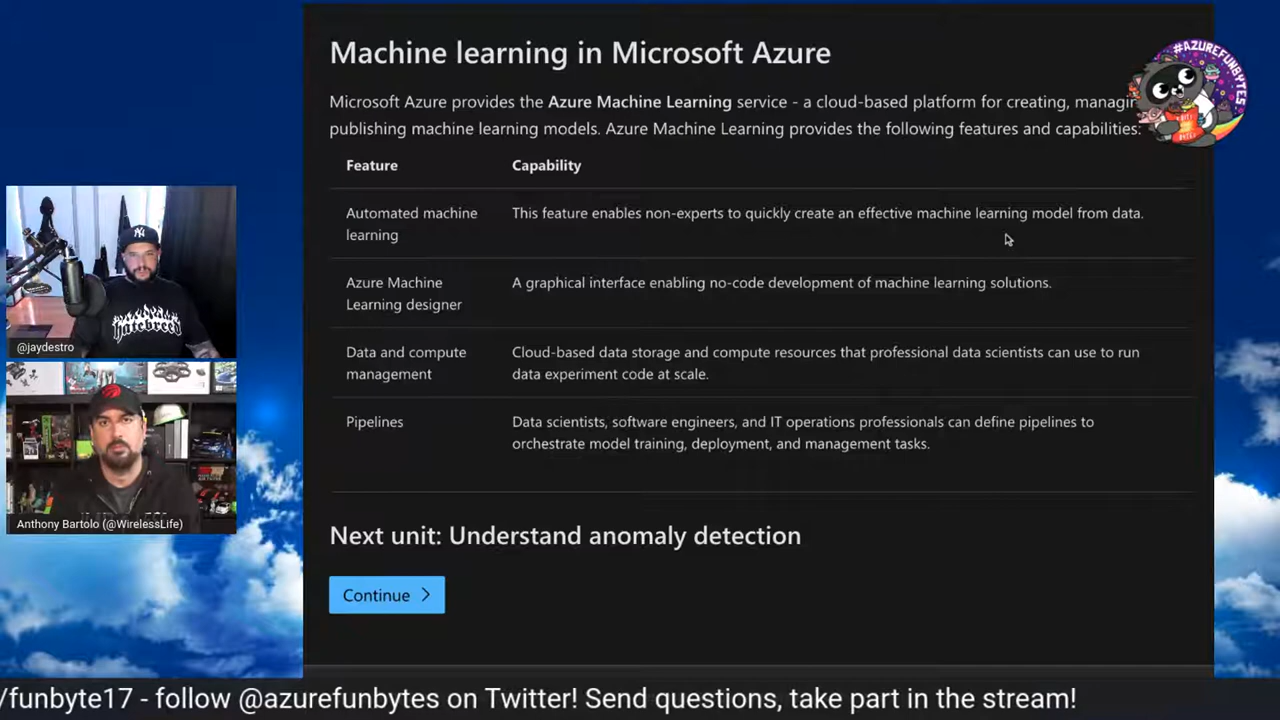 Machine learning in Microsoft Azure
Microsoft Azure provides the Azure Machine Learning service - a cloud-based platform for creating, managin
publishing machine learning models. Azure Machine Learning provides the following features and capabilities:
Feature
Capability
Automated machine
learning
This feature enables non-experts to quickly create an effective machine learning model from data.
Azure Machine
Learning designer
A graphical interface enabling no-code development of machine learning solutions.
Data and compute
management
Cloud-based data storage and compute resources that professional data scientists can use to run
data experiment code at scale.
Pipelines
Data scientists, software engineers, and IT operations professionals can define pipelines to
orchestrate model training, deployment, and management tasks.
Next unit: Understand anomaly detection
Continue
#AZUREFUNBYTES
hatebreed
@jaydestro
Anthony Bartolo (@WirelessLife)
/funbyte17 - follow @azurefunbytes on Twitter! Send questions, take part in the stream!